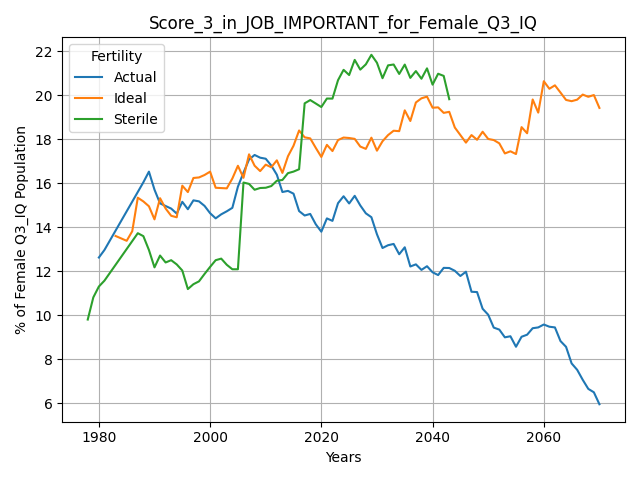 Score_3_in_JOB_IMPORTANT_for_Female_Q3_IQ
Fertility
Actual
Ideal
Sterile
% of Female Q3_IQ Population
22
20
18
16
14
12
10
8
6
1980 2000 2020 2040 2060
Years